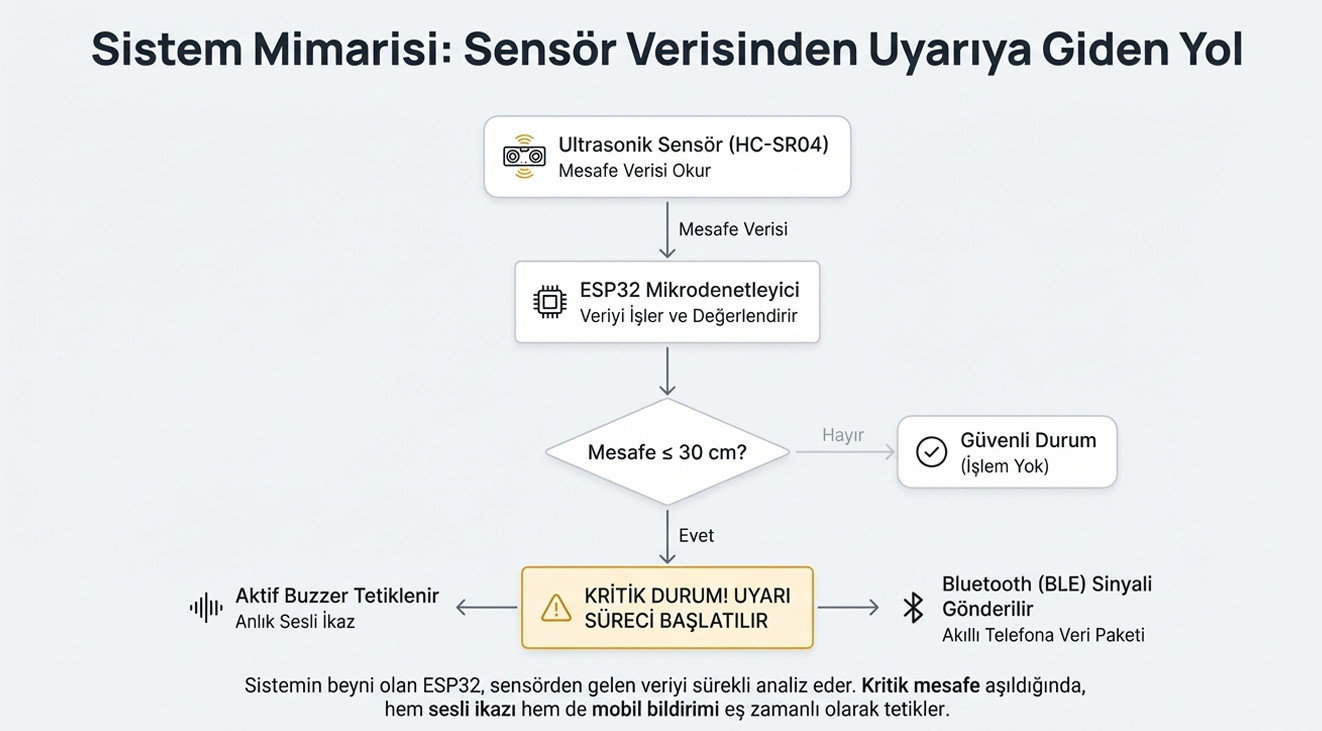 Sistem Mimarisi: Sensör Verisinden Uyarıya Giden Yol
Ultrasonik Sensör (HC-SR04)
Mesafe Verisi Okur
Mesafe Verisi
ESP32 Mikrodenetleyici
Veriyi İşler ve Değerlendirir
Mesafe ≤ 30 cm?
Hayır
Güvenli Durum
(İşlem Yok)
Evet
Aktif Buzzer Tetiklenir
Anlık Sesli İkaz
KRİTİK DURUM! UYARI
SÜRECİ BAŞLATILIR
Bluetooth (BLE) Sinyali
Gönderilir
Akıllı Telefona Veri Paketi
Sistemin beyni olan ESP32, sensörden gelen veriyi sürekli analiz eder. Kritik mesafe aşıldığında,
hem sesli ikazı hem de mobil bildirimi eş zamanlı olarak tetikler.